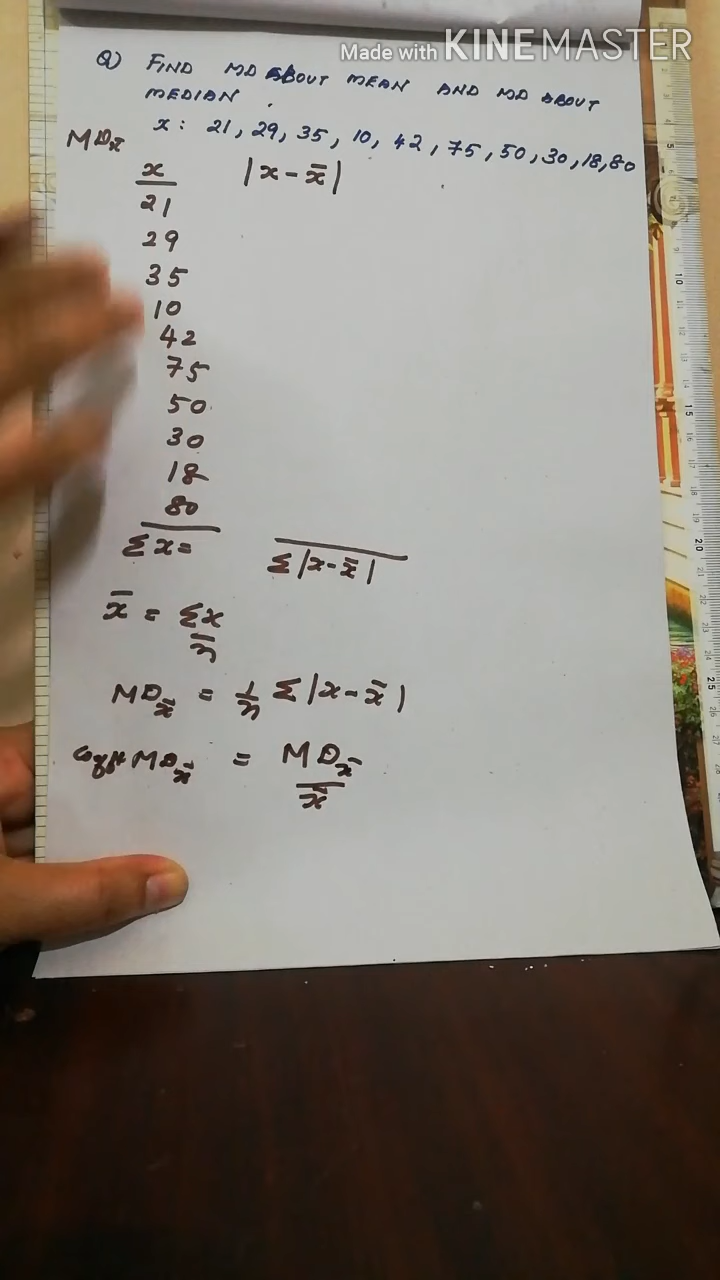 Made with KINEMASTER
Q) FIND MD ABOUT MEAN AND MD ABOUT
MEDIAN.
x: 21, 29, 35, 10, 42, 75, 50, 30, 18, 80
MDx̄
x |x - x̄|
21
29
35
10
42
75
50
30
18
80
Σx= Σ|x-x̄|
x̄ = Σx/n
MDx̄ = 1/n Σ|x-x̄|
MDx̄ = MDx̄/x̄